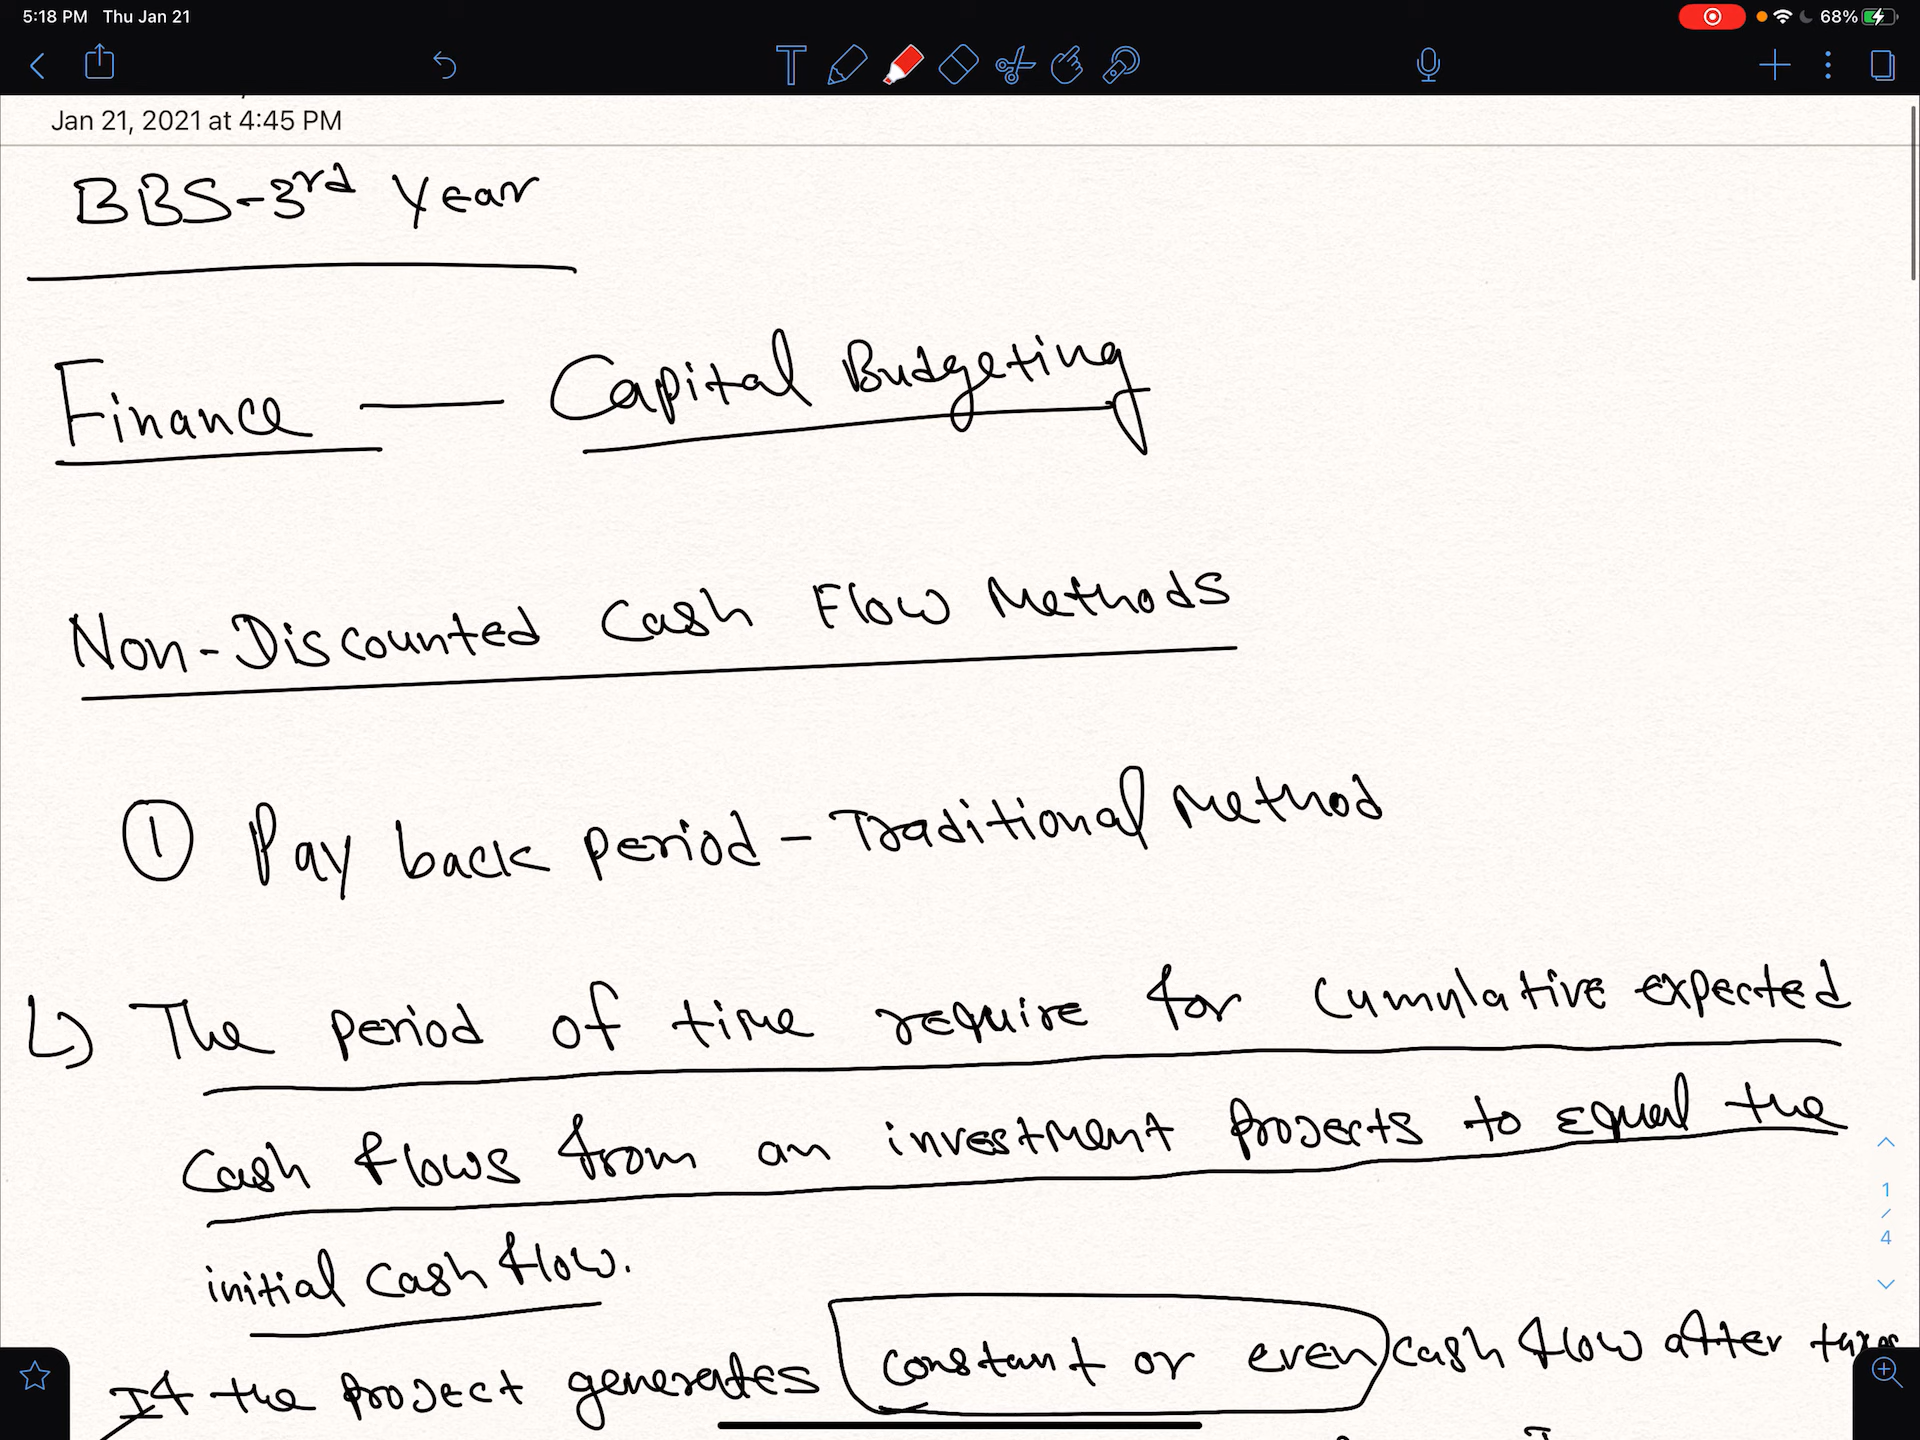 5:18 PM Thu Jan 21
68%
Jan 21, 2021 at 4:45 PM
BBS-3rd Year
Finance — Capital Budgeting
Non-Discounted Cash Flow Methods
① Pay back period - Traditional Method
↳ The period of time require for cumulative expected
cash flows from an investment projects to equal the
initial cash flow.
If the project generates constant or even cash flow after
1
/
4